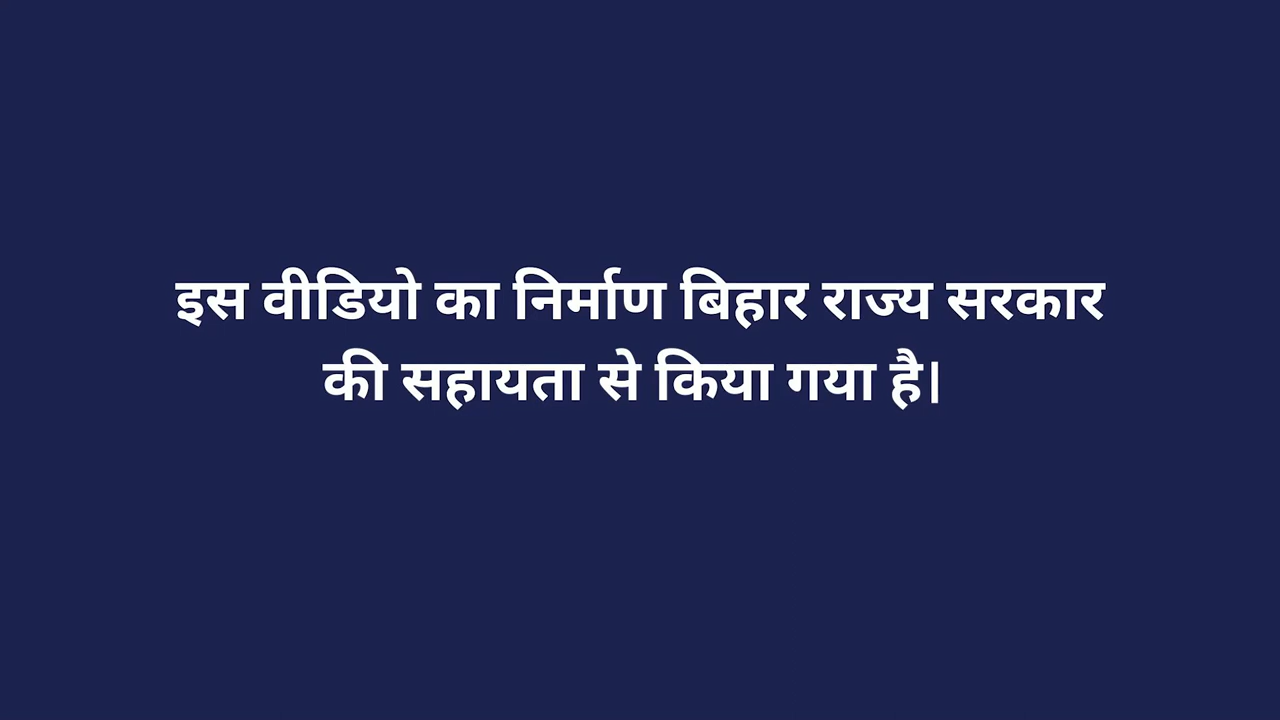 इस वीडियो का निर्माण बिहार राज्य सरकार
की सहायता से किया गया है।